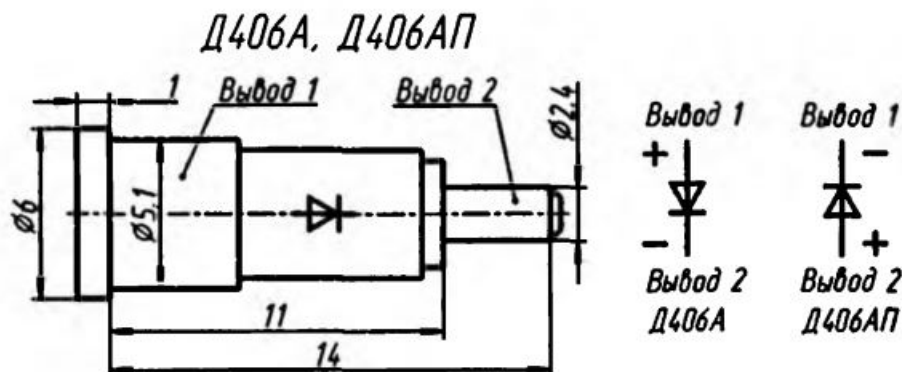 Д406А, Д406АП
1
Вывод 1
Вывод 2
Ø2,4
Ø6
Ø5,1
11
14
Вывод 1
+
−
Вывод 2
Д406А
Вывод 1
−
+
Вывод 2
Д406АП